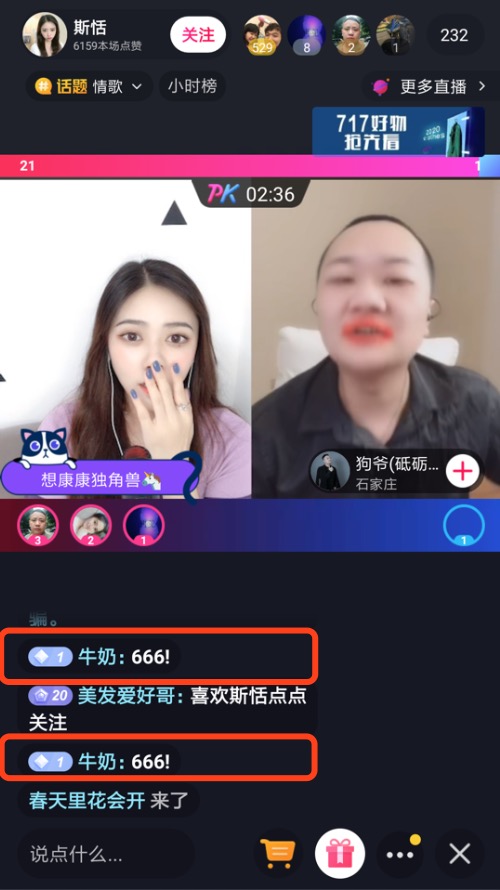 斯恬
6159本场点赞
关注
529
8
2
1
232
# 话题 情歌
小时榜
更多直播
717好物
抢先眉
2020
21
1
PK 02:36
想康康独角兽🦄
狗爷(砥砺...
石家庄
3
2
1
1
骗。
1 牛奶: 666!
20 美发爱好哥: 喜欢斯恬点点
关注
1 牛奶: 666!
春天里花会开 来了
说点什么...